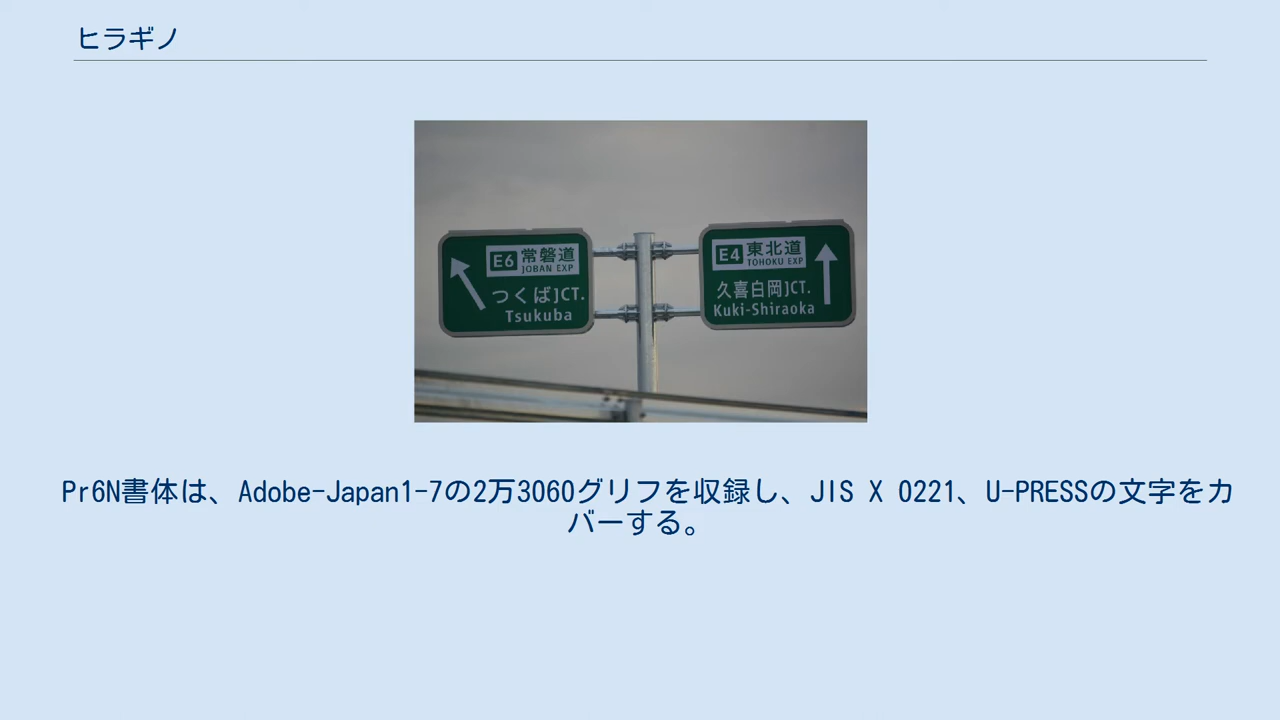 ヒラギノ
E6 常磐道
JOBAN EXP
つくばJCT.
Tsukuba
E4 東北道
TOHOKU EXP
久喜白岡JCT.
Kuki-Shiraoka
Pr6N書体は、Adobe-Japan1-7の2万3060グリフを収録し、JIS X 0221、U-PRESSの文字をカ
バーする。